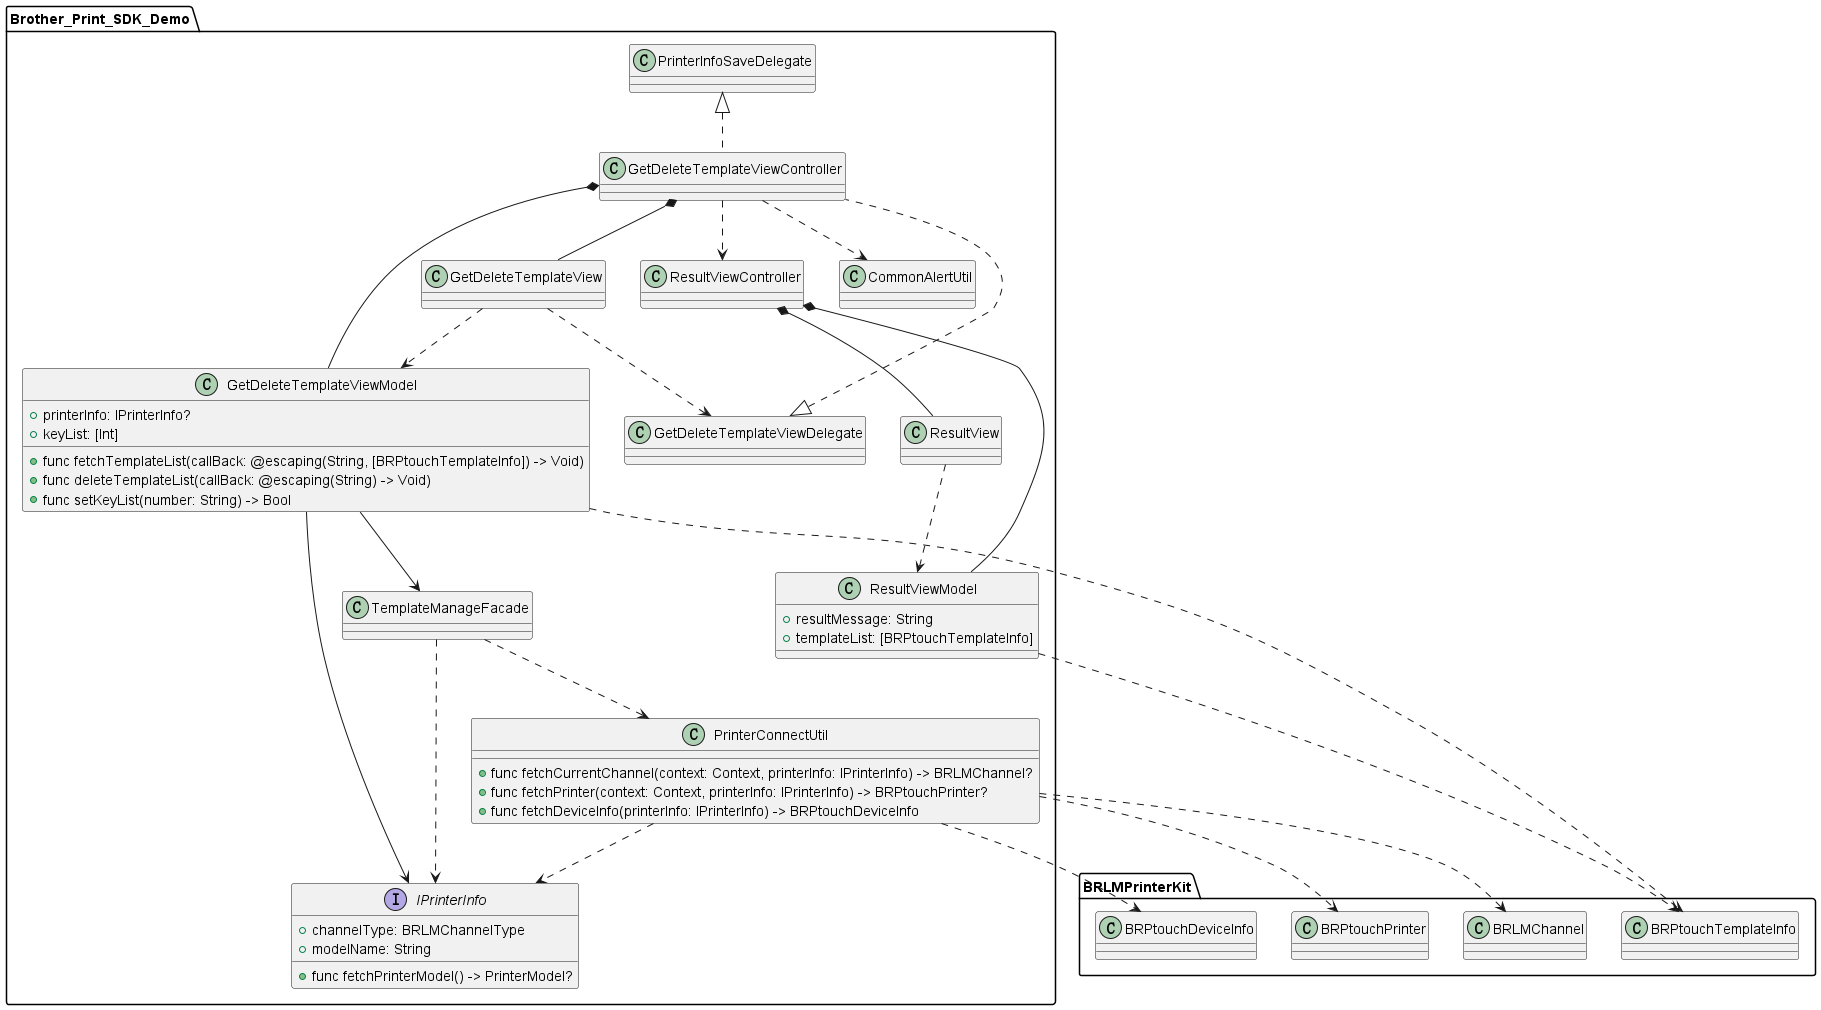 Brother_Print_SDK_Demo
C PrinterInfoSaveDelegate
C GetDeleteTemplateViewController
C GetDeleteTemplateView
C ResultViewController
C CommonAlertUtil
C GetDeleteTemplateViewModel
printerInfo: IPrinterInfo?
keyList: [Int]
func fetchTemplateList(callBack: @escaping(String, [BRPtouchTemplateInfo]) -> Void)
func deleteTemplateList(callBack: @escaping(String) -> Void)
func setKeyList(number: String) -> Bool
C GetDeleteTemplateViewDelegate
C ResultView
C TemplateManageFacade
C ResultViewModel
resultMessage: String
templateList: [BRPtouchTemplateInfo]
C PrinterConnectUtil
func fetchCurrentChannel(context: Context, printerInfo: IPrinterInfo) -> BRLMChannel?
func fetchPrinter(context: Context, printerInfo: IPrinterInfo) -> BRPtouchPrinter?
func fetchDeviceInfo(printerInfo: IPrinterInfo) -> BRPtouchDeviceInfo
I IPrinterInfo
channelType: BRLMChannelType
modelName: String
func fetchPrinterModel() -> PrinterModel?
BRLMPrinterKit
C BRPtouchDeviceInfo
C BRPtouchPrinter
C BRLMChannel
C BRPtouchTemplateInfo